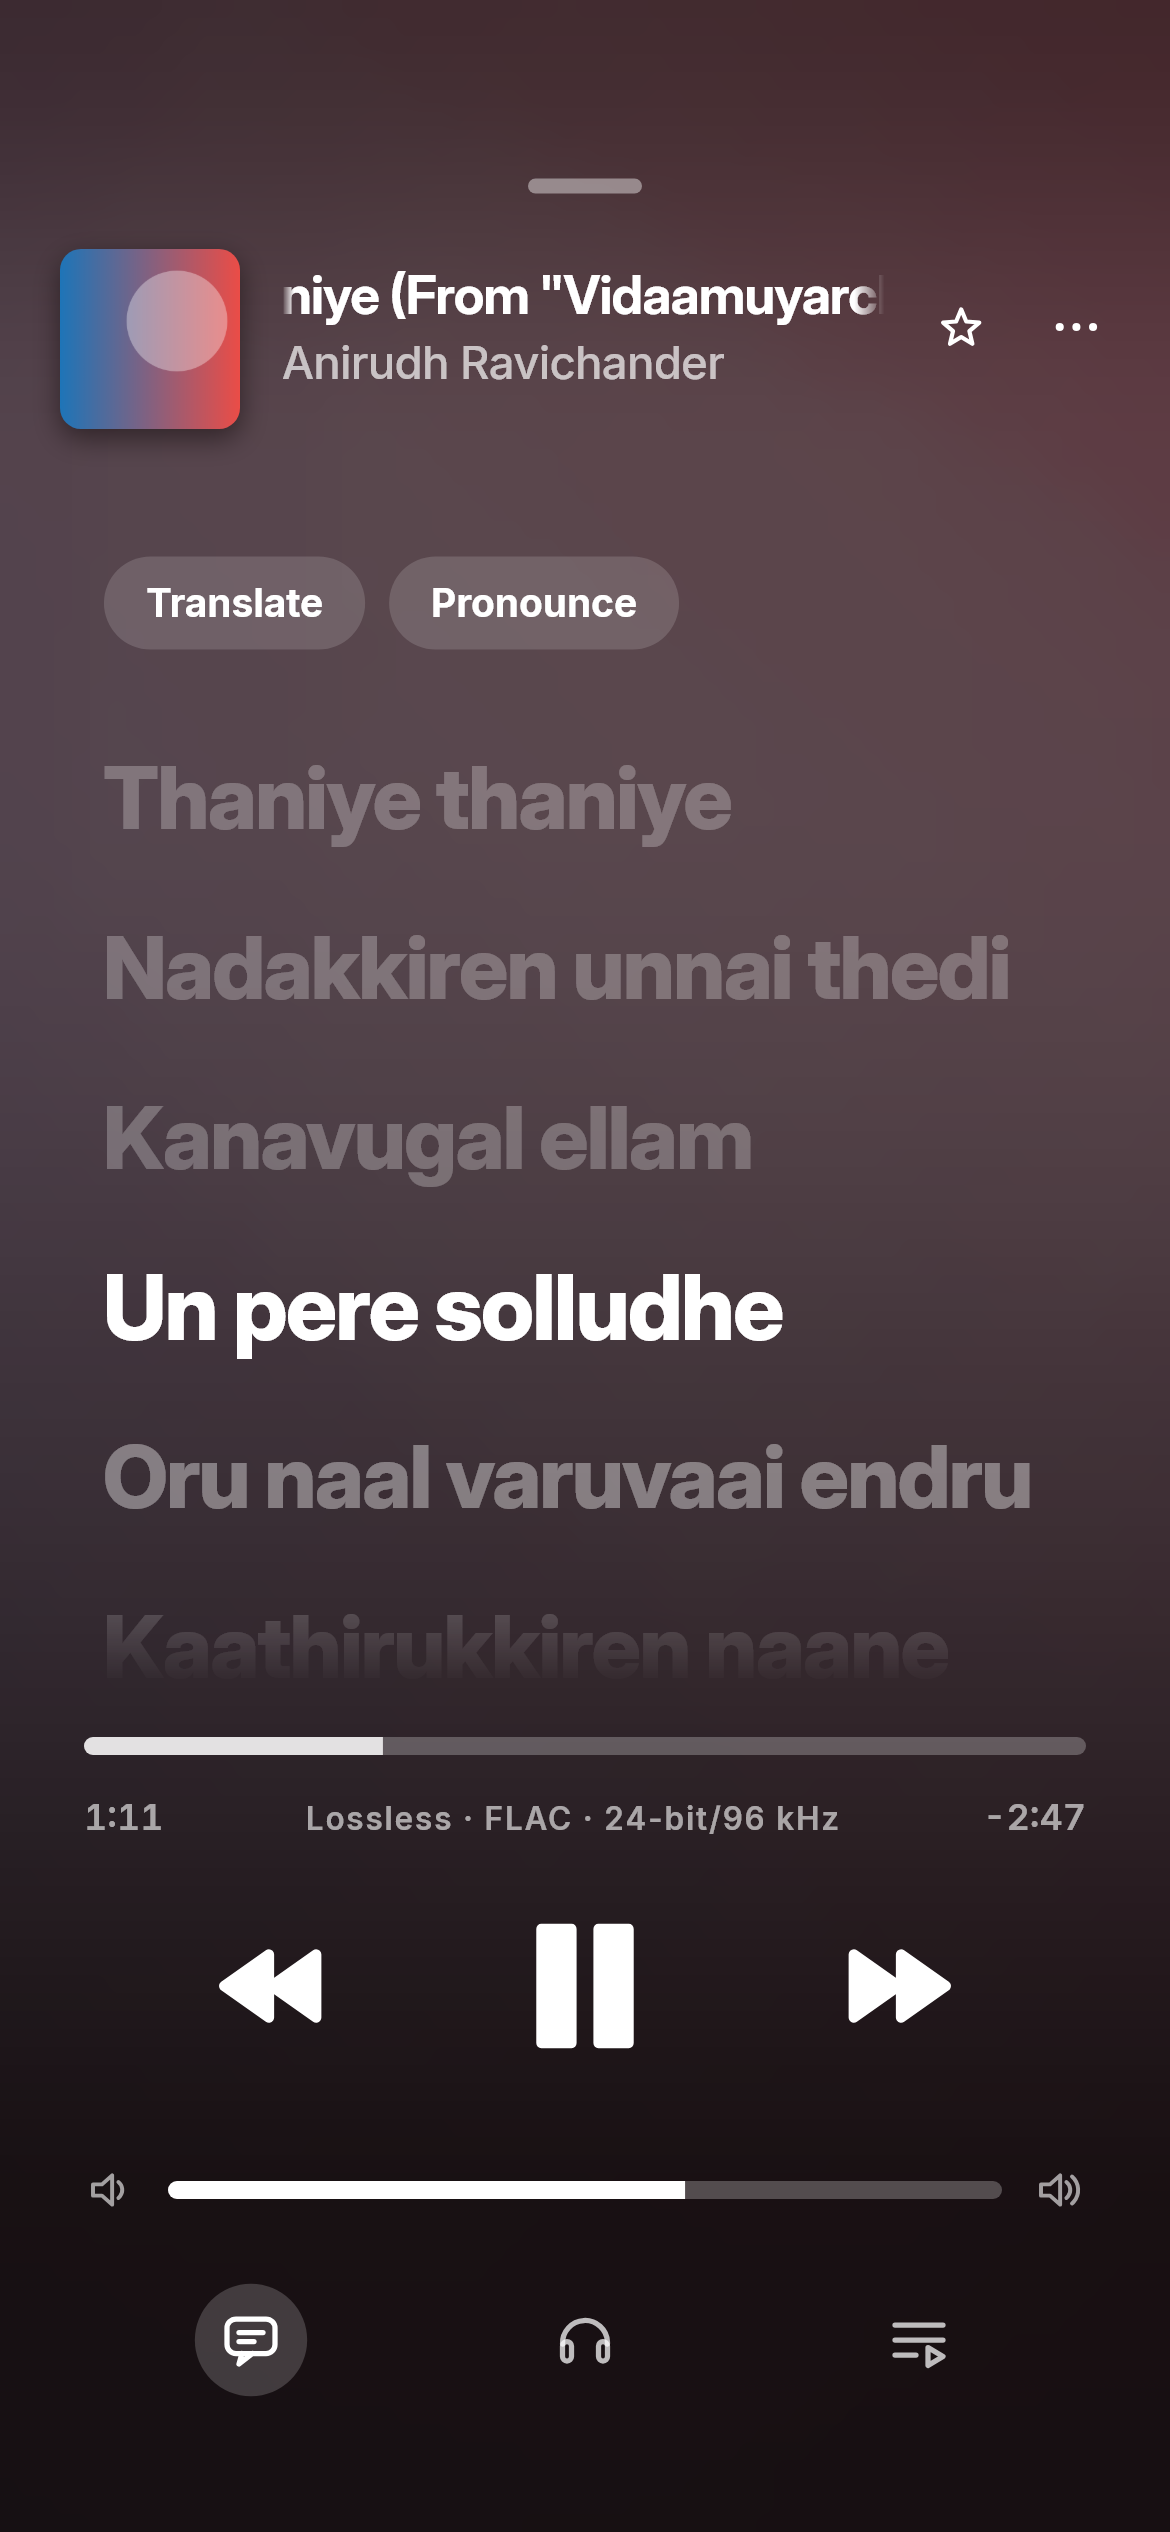 niye (From "Vidaamuyarc
Anirudh Ravichander
Translate
Pronounce
Thaniye thaniye
Nadakkiren unnai thedi
Kanavugal ellam
Un pere solludhe
Oru naal varuvaai endru
Kaathirukkiren naane
1:11
Lossless · FLAC · 24-bit/96 kHz
-2:47